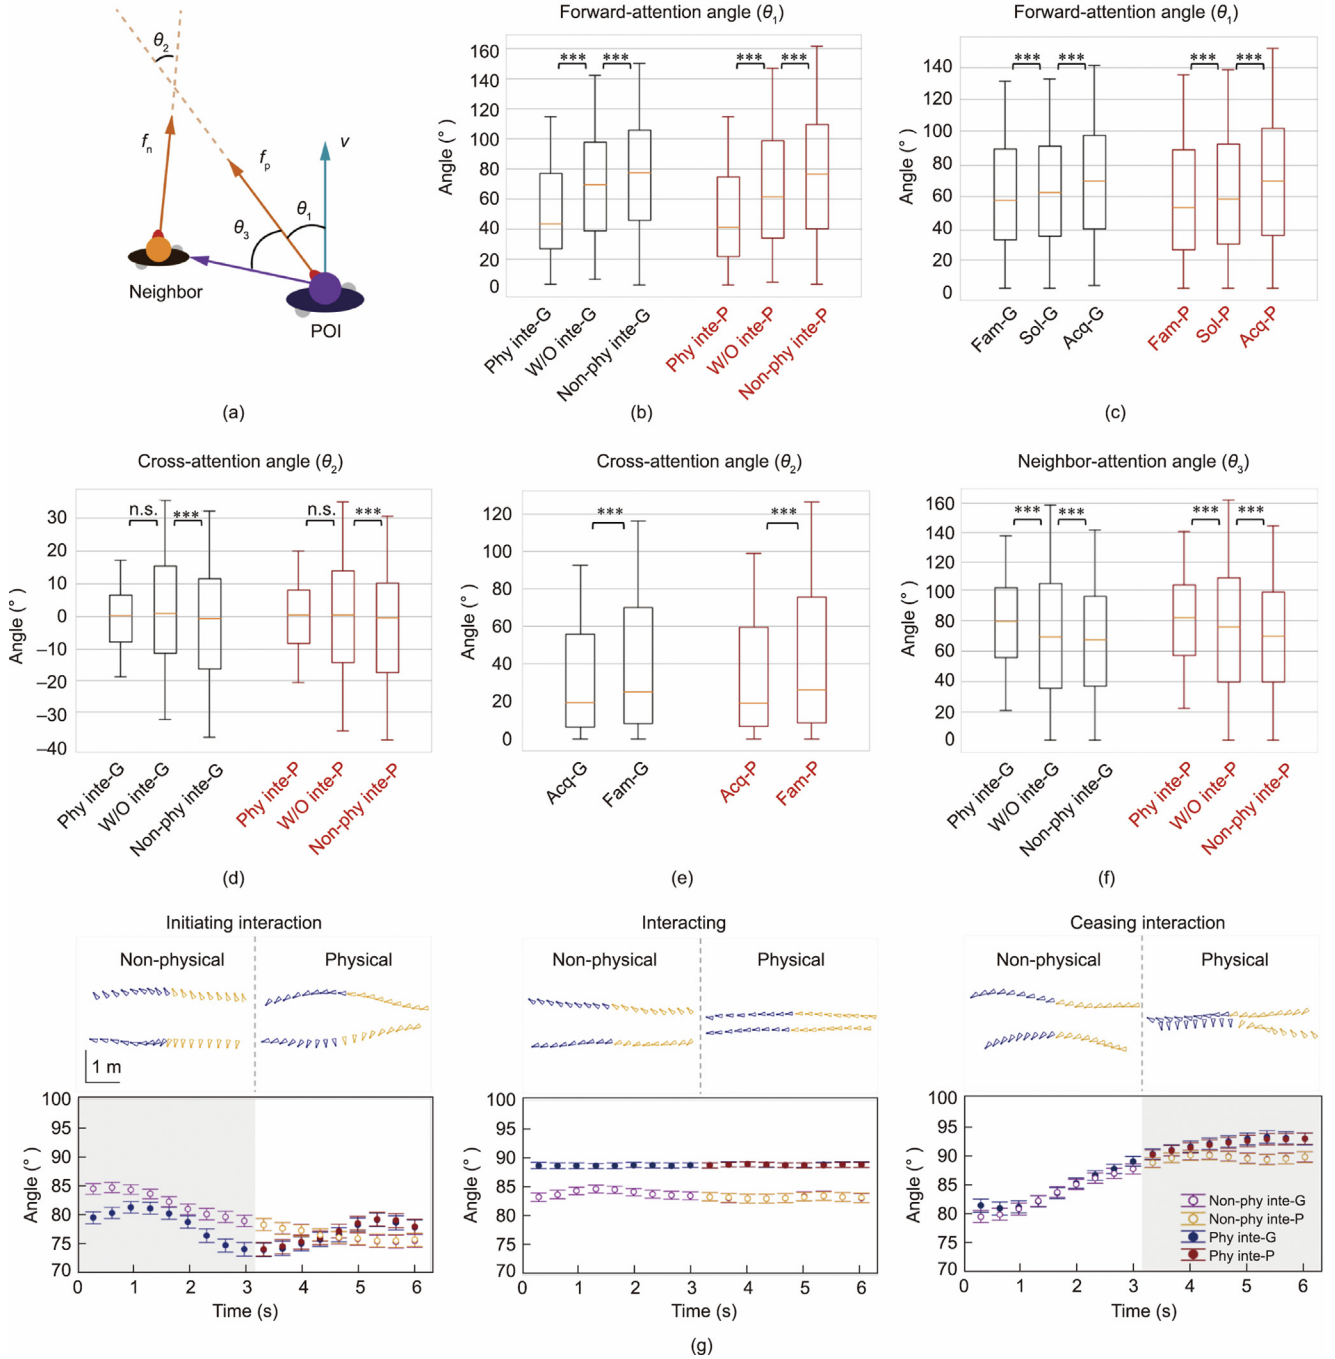 θ2
fn
fp
v
θ1
θ3
Neighbor
POI
(a)
Forward-attention angle (θ1)
Angle (°)
160
140
120
100
80
60
40
20
0
***
***
***
***
Phy inte-G
W/O inte-G
Non-phy inte-G
Phy inte-P
W/O inte-P
Non-phy inte-P
(b)
Forward-attention angle (θ1)
Angle (°)
140
120
100
80
60
40
20
0
***
***
***
***
Fam-G
Sol-G
Acq-G
Fam-P
Sol-P
Acq-P
(c)
Cross-attention angle (θ2)
Angle (°)
30
20
10
0
–10
–20
–30
–40
n.s.
***
n.s.
***
Phy inte-G
W/O inte-G
Non-phy inte-G
Phy inte-P
W/O inte-P
Non-phy inte-P
(d)
Cross-attention angle (θ2)
Angle (°)
120
100
80
60
40
20
0
***
***
Acq-G
Fam-G
Acq-P
Fam-P
(e)
Neighbor-attention angle (θ3)
Angle (°)
160
140
120
100
80
60
40
20
0
***
***
***
***
Phy inte-G
W/O inte-G
Non-phy inte-G
Phy inte-P
W/O inte-P
Non-phy inte-P
(f)
Initiating interaction
Non-physical
Physical
1 m
Angle (°)
100
95
90
85
80
75
70
0 1 2 3 4 5 6
Time (s)
Interacting
Non-physical
Physical
Angle (°)
100
95
90
85
80
75
70
0 1 2 3 4 5 6
Time (s)
Ceasing interaction
Non-physical
Physical
Angle (°)
100
95
90
85
80
75
70
Non-phy inte-G
Non-phy inte-P
Phy inte-G
Phy inte-P
0 1 2 3 4 5 6
Time (s)
(g)